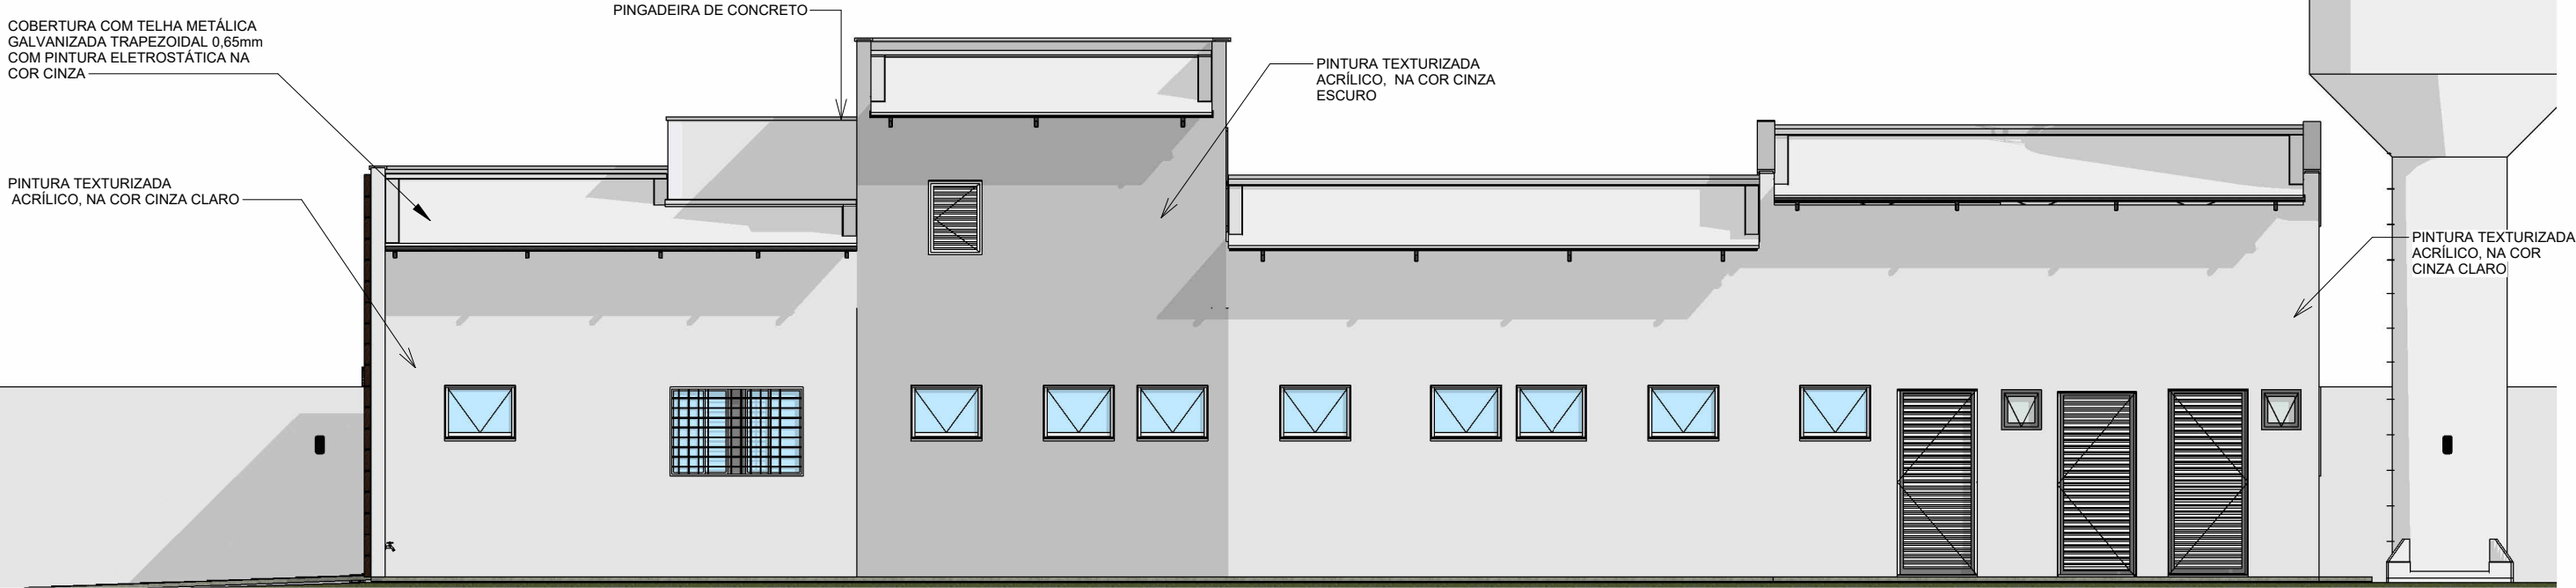 COBERTURA COM TELHA METÁLICA
GALVANIZADA TRAPEZOIDAL 0,65mm
COM PINTURA ELETROSTÁTICA NA
COR CINZA
PINGADEIRA DE CONCRETO
PINTURA TEXTURIZADA
ACRÍLICO, NA COR CINZA
ESCURO
PINTURA TEXTURIZADA
ACRÍLICO, NA COR CINZA CLARO
PINTURA TEXTURIZADA
ACRÍLICO, NA COR
CINZA CLARO